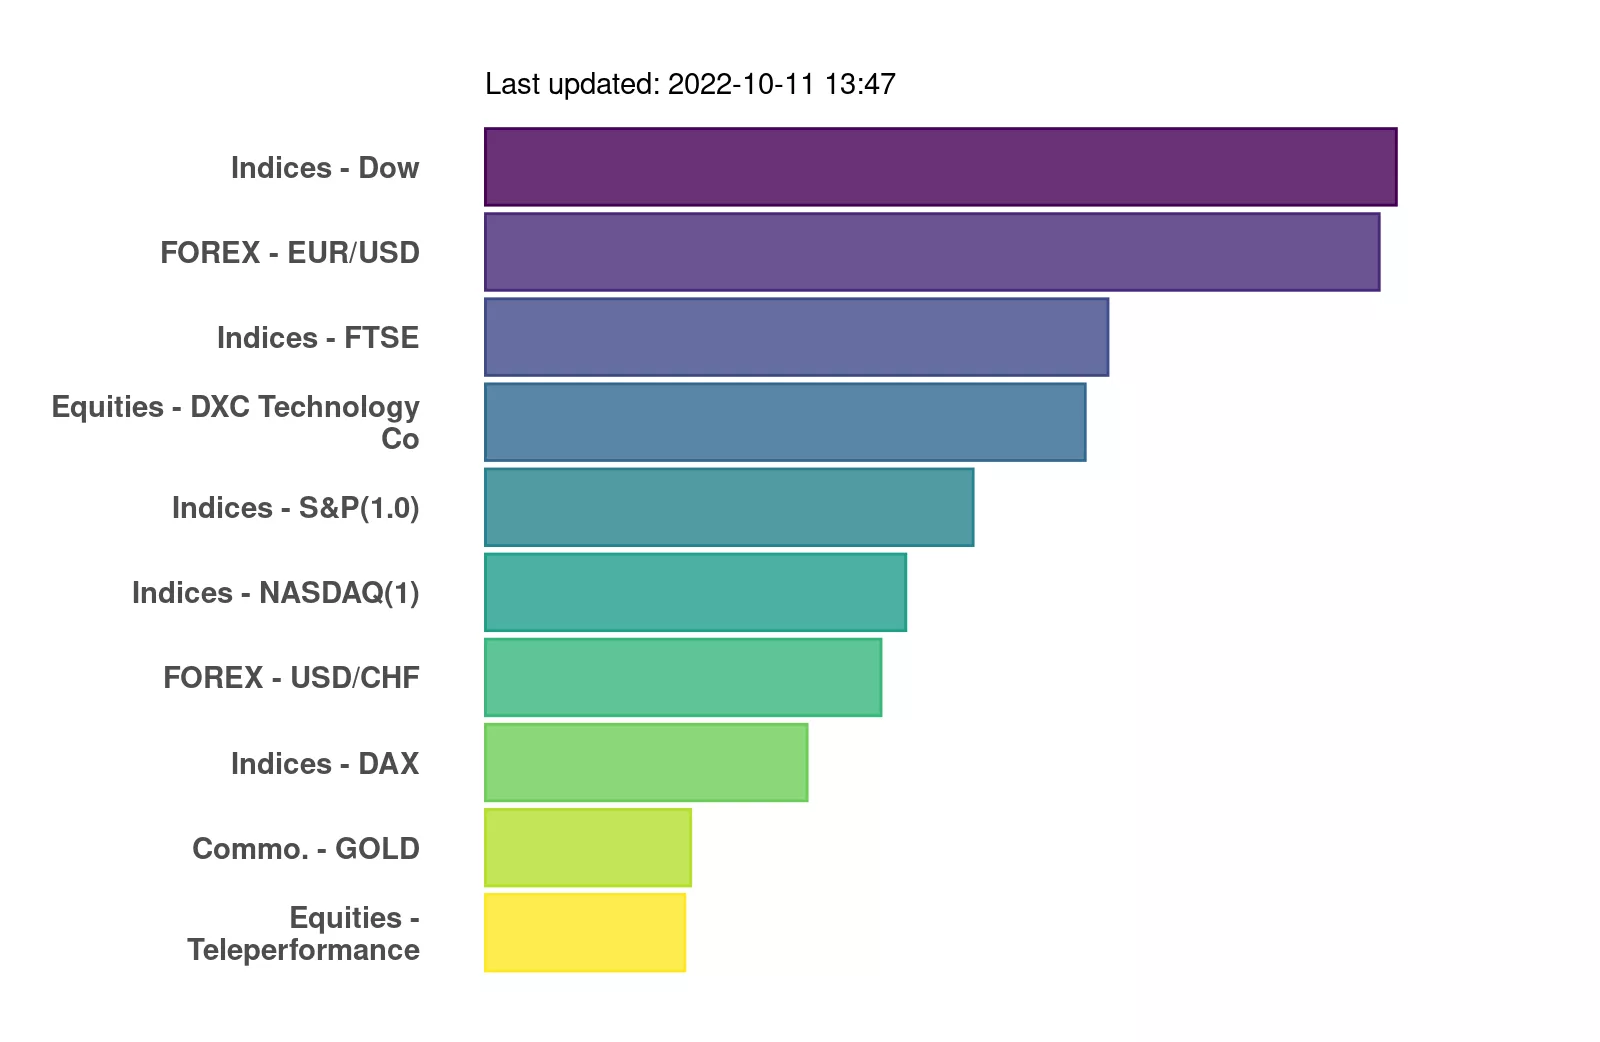 Last updated: 2022-10-11 13:47
Indices - Dow
FOREX - EUR/USD
Indices - FTSE
Equities - DXC Technology
Co
Indices - S&P(1.0)
Indices - NASDAQ(1)
FOREX - USD/CHF
Indices - DAX
Commo. - GOLD
Equities -
Teleperformance